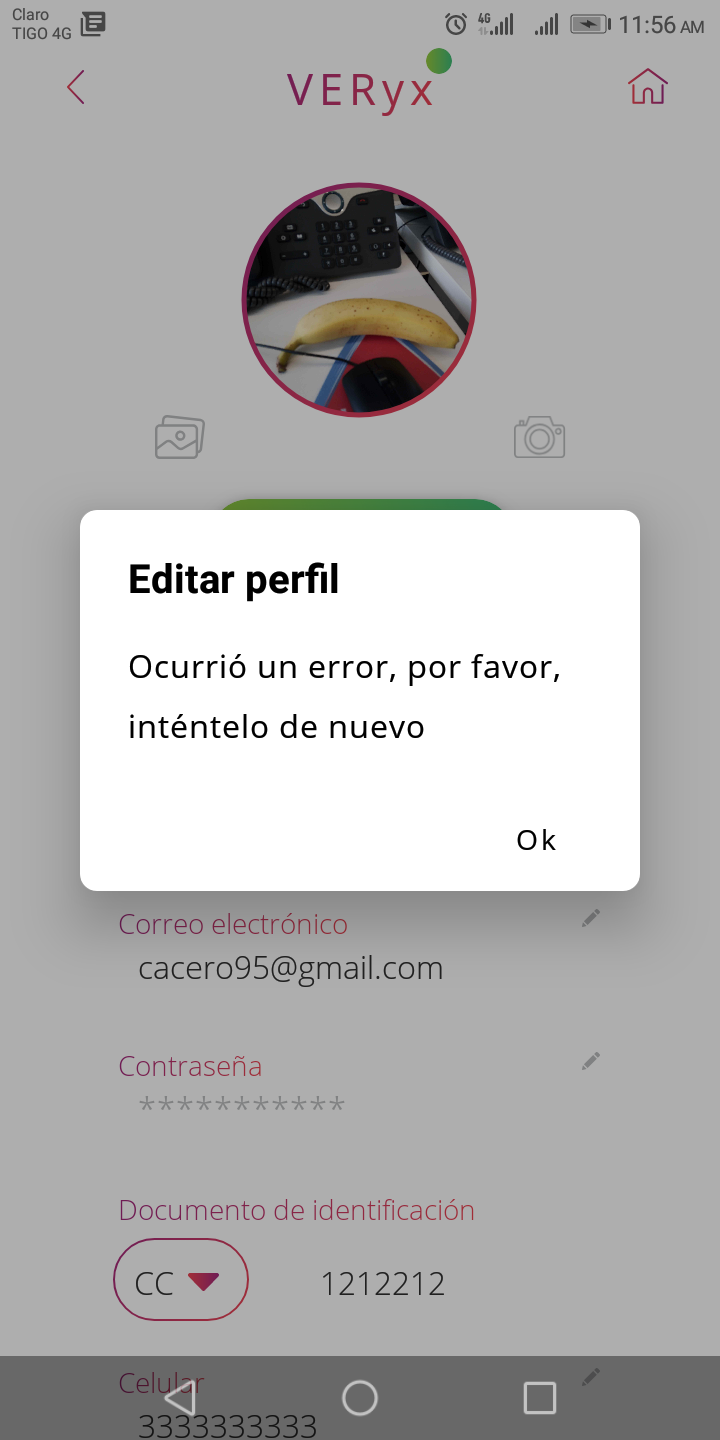 Claro
TIGO 4G
4G
11:56 AM
VERyx
Editar perfil
Ocurrió un error, por favor,
inténtelo de nuevo
Ok
Correo electrónico
cacero95@gmail.com
Contraseña
***********
Documento de identificación
CC
1212212
Celular
3333333333